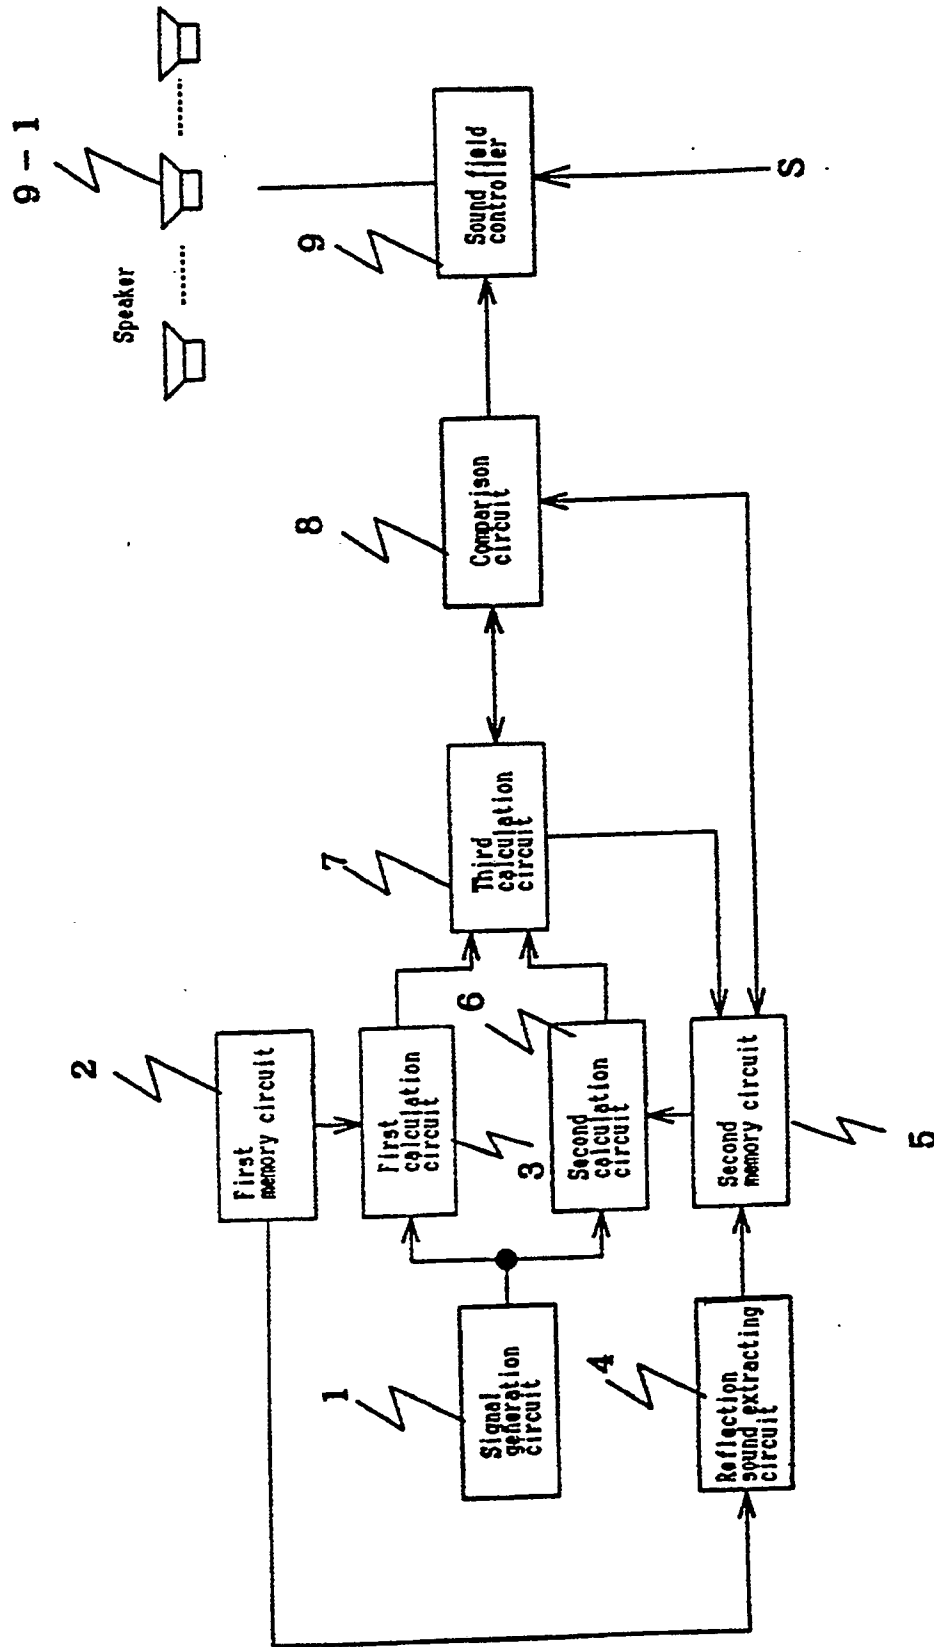 1
Signal
generation
circuit
2
First
memory circuit
First
calculation
circuit
3
4
Reflection
sound extracting
circuit
Second
memory circuit
5
6
Second
calculation
circuit
7
Third
calculation
circuit
8
Comparison
circuit
9
Sound field
controller
S
Speaker
9-1